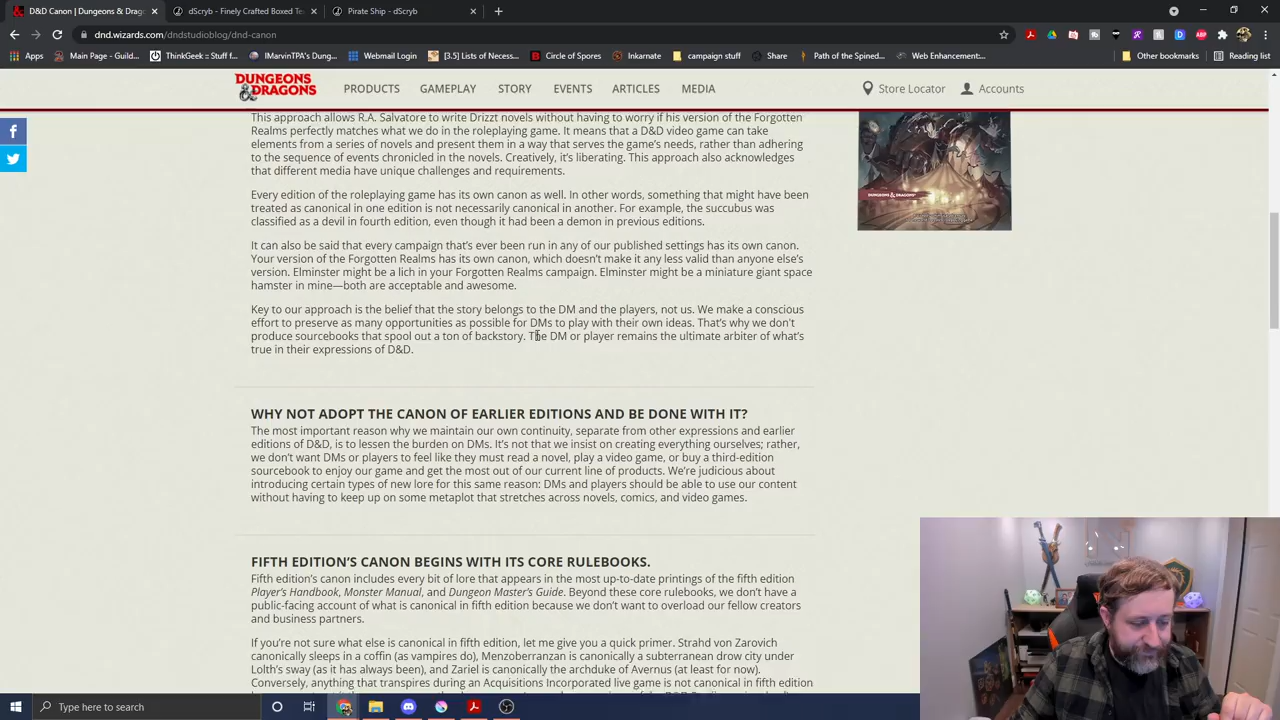 D&D Canon | Dungeons & Drag
dScryb - Finely Crafted Boxed Te
Pirate Ship - dScryb
dnd.wizards.com/dndstudioblog/dnd-canon
Apps
Main Page - Guild...
ThinkGeek :: Stuff f...
IMarvinTPA's DND...
Webmail Login
[3.5] Lists of Necess...
Circle of Spores
Inkarnate
campaign stuff
Share
Path of the Spined...
Web Enhancement:...
Other bookmarks
Reading list
DUNGEONS & DRAGONS
PRODUCTS
GAMEPLAY
STORY
EVENTS
ARTICLES
MEDIA
Store Locator
Accounts
This approach allows R.A. Salvatore to write Drizzt novels without having to worry if his version of the Forgotten
Realms perfectly matches what we do in the roleplaying game. It means that a D&D video game can take
elements from a series of novels and present them in a way that serves the game's needs, rather than adhering
to the sequence of events chronicled in the novels. Creatively, it's liberating. This approach also acknowledges
that different media have unique challenges and requirements.
Every edition of the roleplaying game has its own canon as well. In other words, something that might have been
treated as canonical in one edition is not necessarily canonical in another. For example, the succubus was
classified as a devil in fourth edition, even though it had been a demon in previous editions.
It can also be said that every campaign that's ever been run in any of our published settings has its own canon.
Your version of the Forgotten Realms has its own canon, which doesn't make it any less valid than anyone else's
version. Elminster might be a lich in your Forgotten Realms campaign. Elminster might be a miniature giant space
hamster in mine—both are acceptable and awesome.
Key to our approach is the belief that the story belongs to the DM and the players, not us. We make a conscious
effort to preserve as many opportunities as possible for DMs to play with their own ideas. That's why we don't
produce sourcebooks that spool out a ton of backstory. The DM or player remains the ultimate arbiter of what's
true in their expressions of D&D.
WHY NOT ADOPT THE CANON OF EARLIER EDITIONS AND BE DONE WITH IT?
The most important reason why we maintain our own continuity, separate from other expressions and earlier
editions of D&D, is to lessen the burden on DMs. It's not that we insist on creating everything ourselves; rather,
we don't want DMs or players to feel like they must read a novel, play a video game, or buy a third-edition
sourcebook to enjoy our game and get the most out of our current line of products. We're judicious about
introducing certain types of new lore for this same reason: DMs and players should be able to use our content
without having to keep up on some metaplot that stretches across novels, comics, and video games.
FIFTH EDITION'S CANON BEGINS WITH ITS CORE RULEBOOKS.
Fifth edition's canon includes every bit of lore that appears in the most up-to-date printings of the fifth edition
Player's Handbook, Monster Manual, and Dungeon Master's Guide. Beyond these core rulebooks, we don't have a
public-facing account of what is canonical in fifth edition because we don't want to overload our fellow creators
and business partners.
If you're not sure what else is canonical in fifth edition, let me give you a quick primer. Strahd von Zarovich
canonically sleeps in a coffin (as vampires do), Menzoberranzan is canonically a subterranean drow city under
Lolth's sway (as it has always been), and Zariel is canonically the archduke of Avernus (at least for now).
Conversely, anything that transpires during an Acquisitions Incorporated live game is not canonical in fifth edition
DUNGEONS & DRAGONS
Type here to search